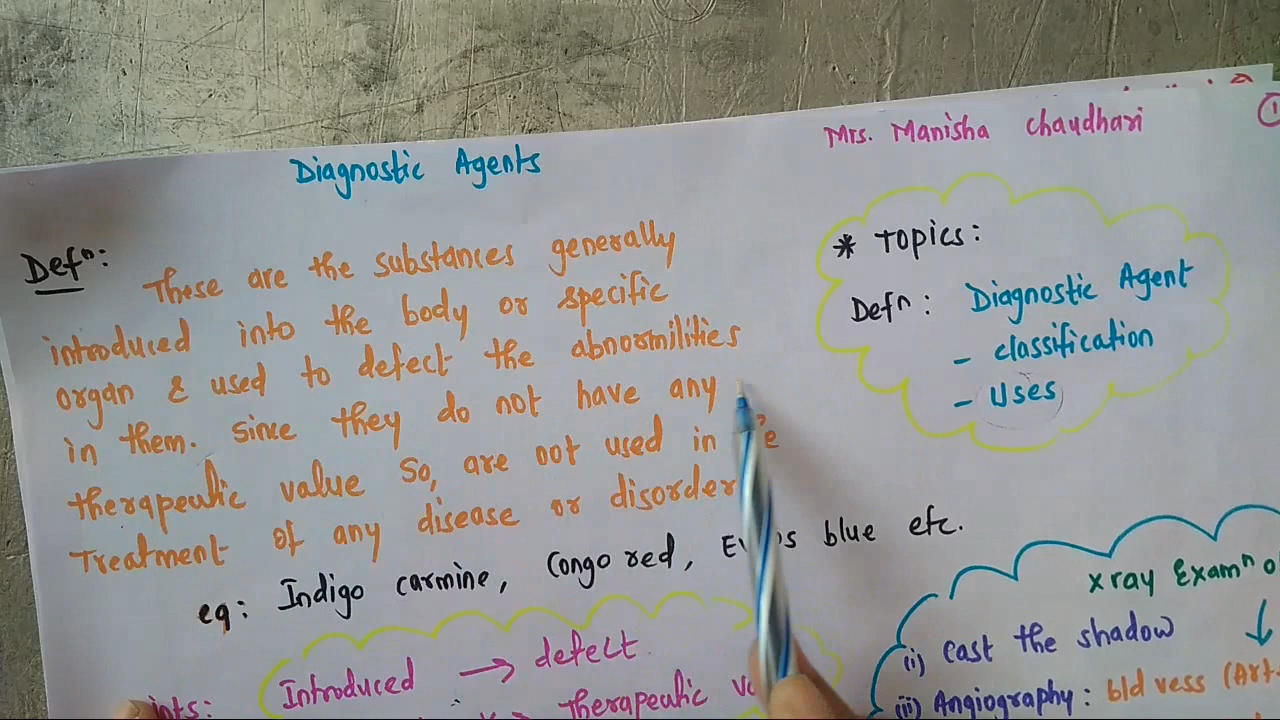 Mrs. Manisha Chaudhari
Diagnostic Agents
Defn:
These are the substances generally
introduced into the body or specific
organ & used to defect the abnormilities
in them. Since they do not have any
therapeutic value So, are not used in
Treatment of any disease or disorder
eg: Indigo carmine, Congo red, blue etc.
Introduced → defect
Therapeutic
* Topics:
Defn: Diagnostic Agent
- classification
- Uses
xray Examn
(i) cast the shadow
(ii) Angiography: bld vess